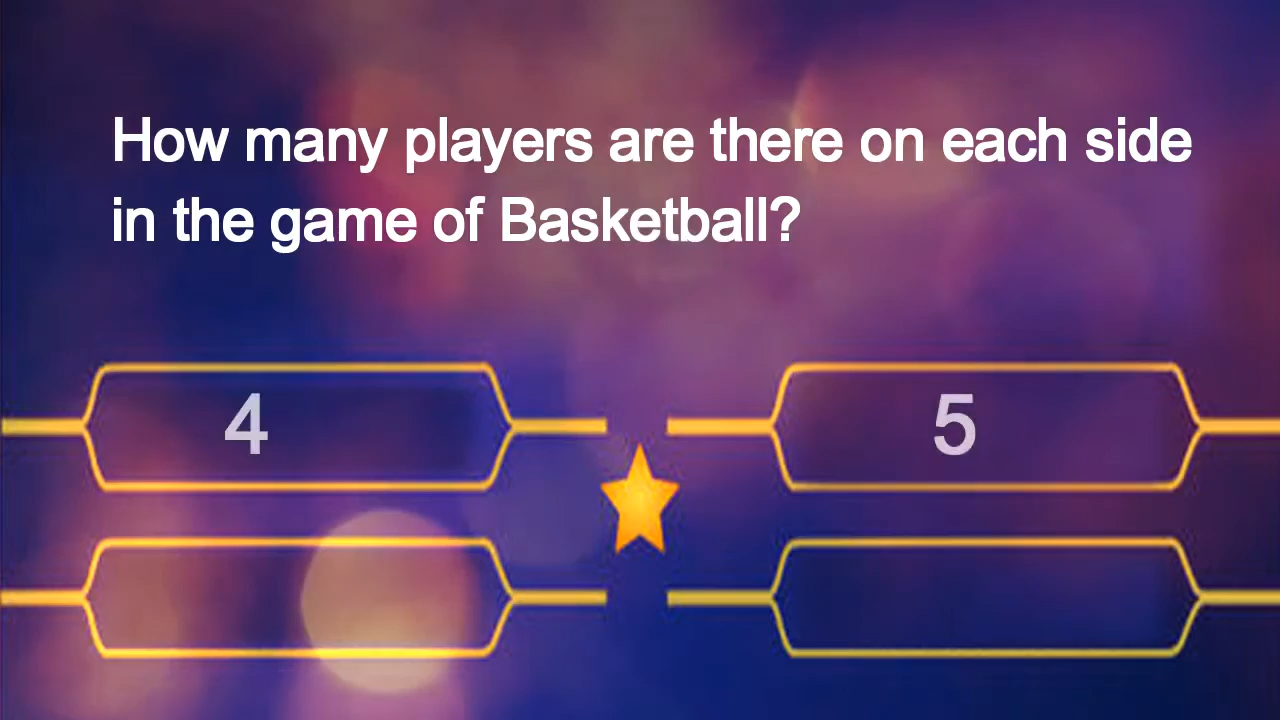 How many players are there on each side
in the game of Basketball?
4
5